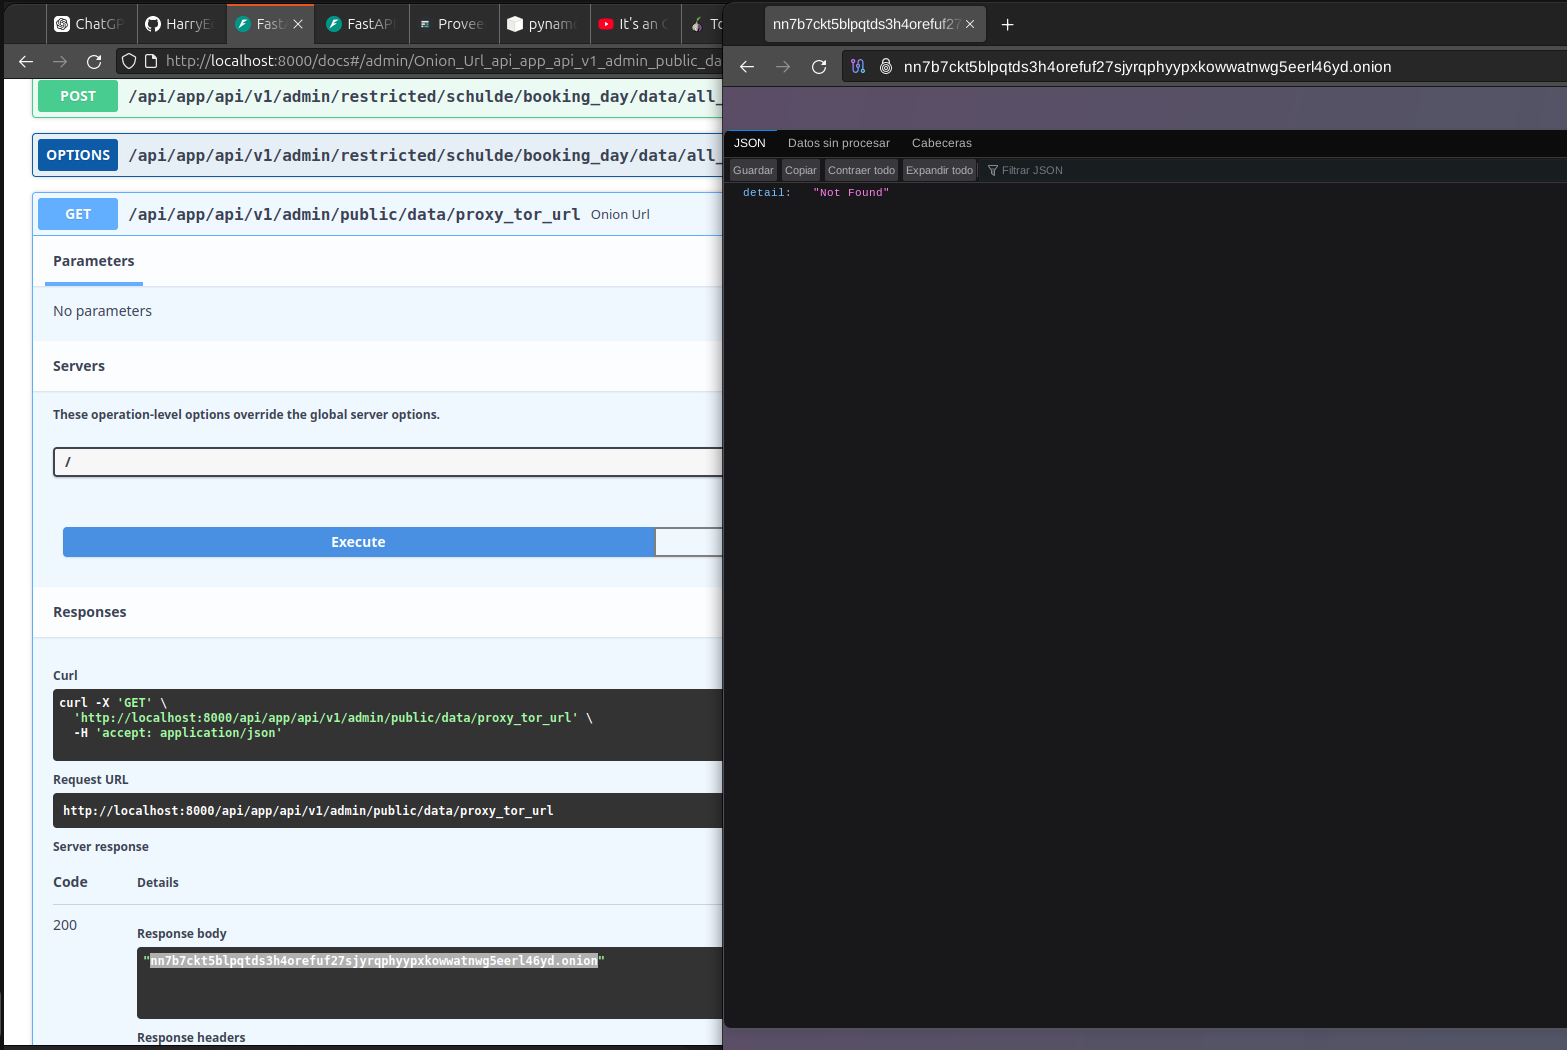 ChatGP
HarryE
Fast
FastAP
Provee
pynam
It's an
To
http://localhost:8000/docs#/admin/Onion_Url_api_app_api_v1_admin_public_da
POST /api/app/api/v1/admin/restricted/schulde/booking_day/data/all_
OPTIONS /api/app/api/v1/admin/restricted/schulde/booking_day/data/all_
GET /api/app/api/v1/admin/public/data/proxy_tor_url Onion Url
Parameters
No parameters
Servers
These operation-level options override the global server options.
/
Execute
Responses
Curl
curl -X 'GET' \
'http://localhost:8000/api/app/api/v1/admin/public/data/proxy_tor_url' \
-H 'accept: application/json'
Request URL
http://localhost:8000/api/app/api/v1/admin/public/data/proxy_tor_url
Server response
Code Details
200
Response body
"nn7b7ckt5blpqtds3h4orefuf27sjyrqphyypxkowwatnwg5eerl46yd.onion"
Response headers
nn7b7ckt5blpqtds3h4orefuf27
nn7b7ckt5blpqtds3h4orefuf27sjyrqphyypxkowwatnwg5eerl46yd.onion
JSON Datos sin procesar Cabeceras
Guardar Copiar Contraer todo Expandir todo Filtrar JSON
detail: "Not Found"